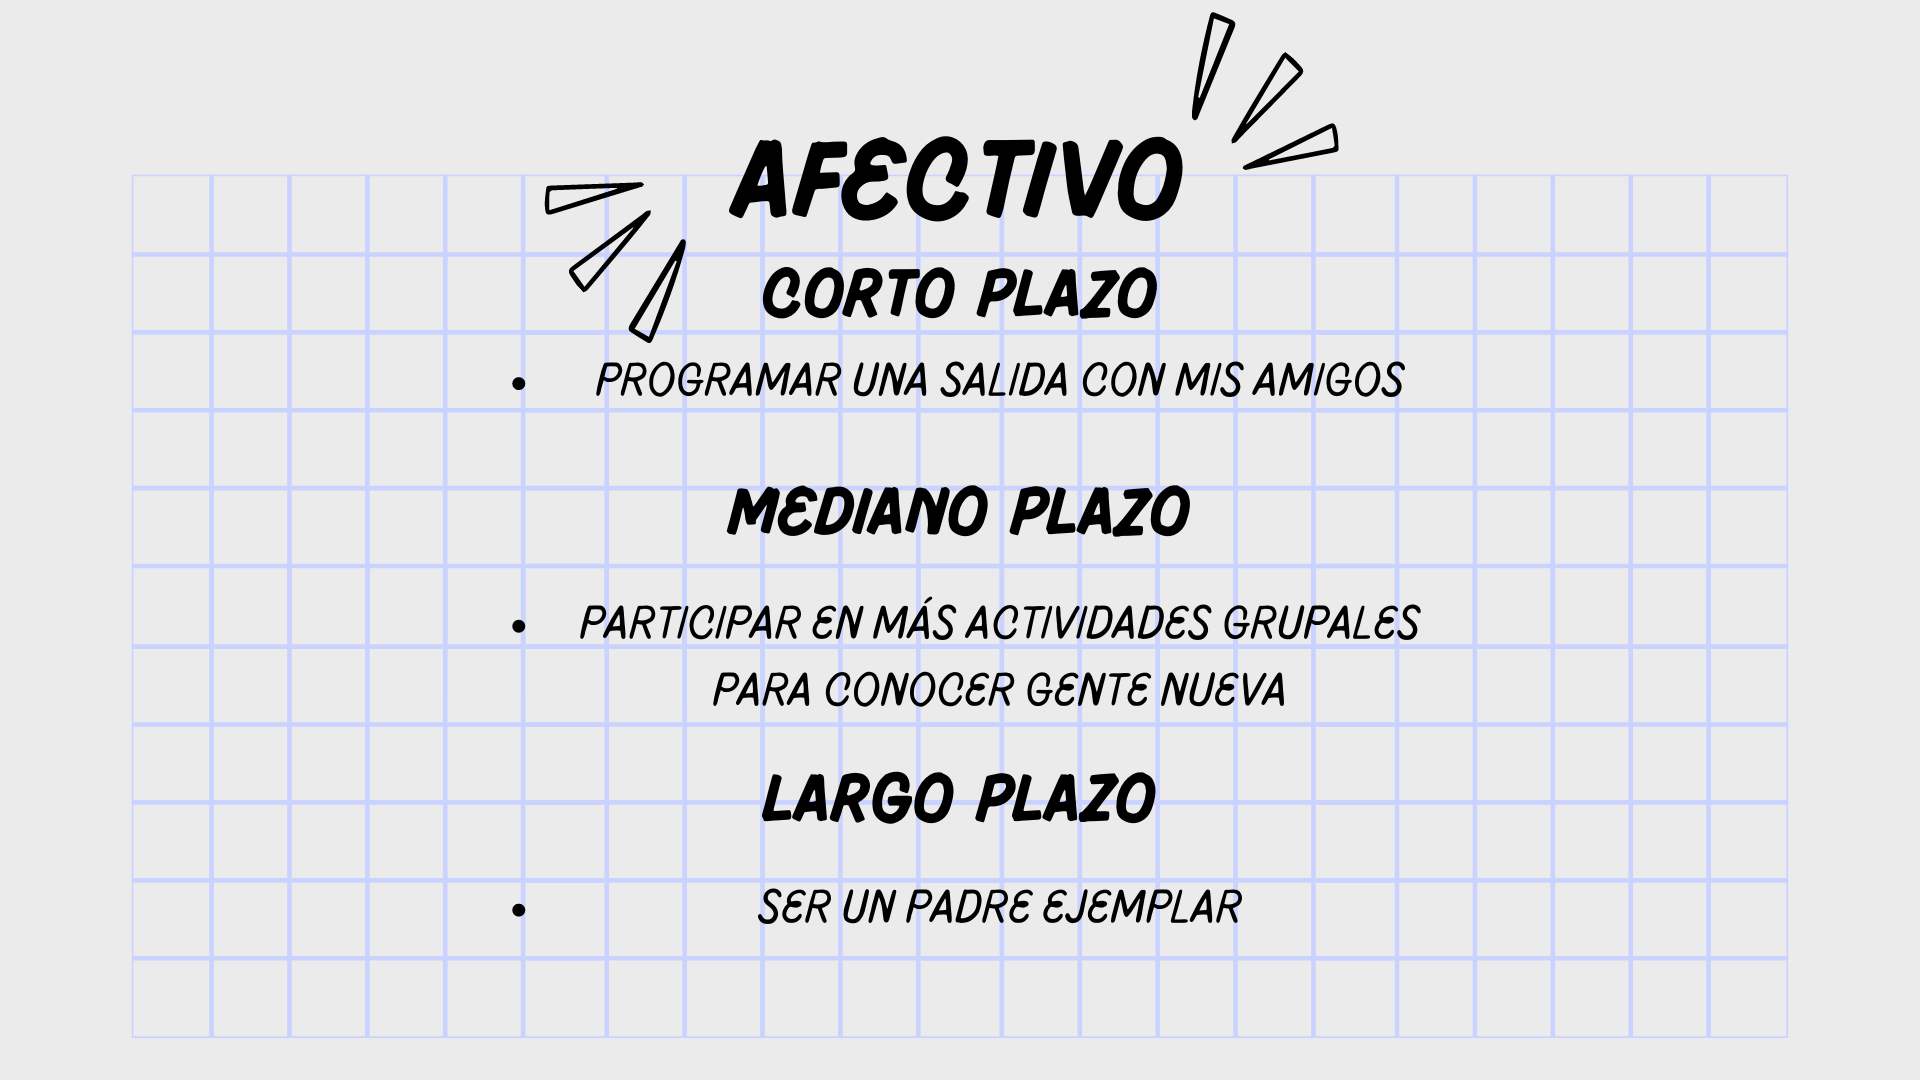 AFECTIVO
CORTO PLAZO
• PROGRAMAR UNA SALIDA CON MIS AMIGOS
MEDIANO PLAZO
• PARTICIPAR EN MÁS ACTIVIDADES GRUPALES
PARA CONOCER GENTE NUEVA
LARGO PLAZO
• SER UN PADRE EJEMPLAR